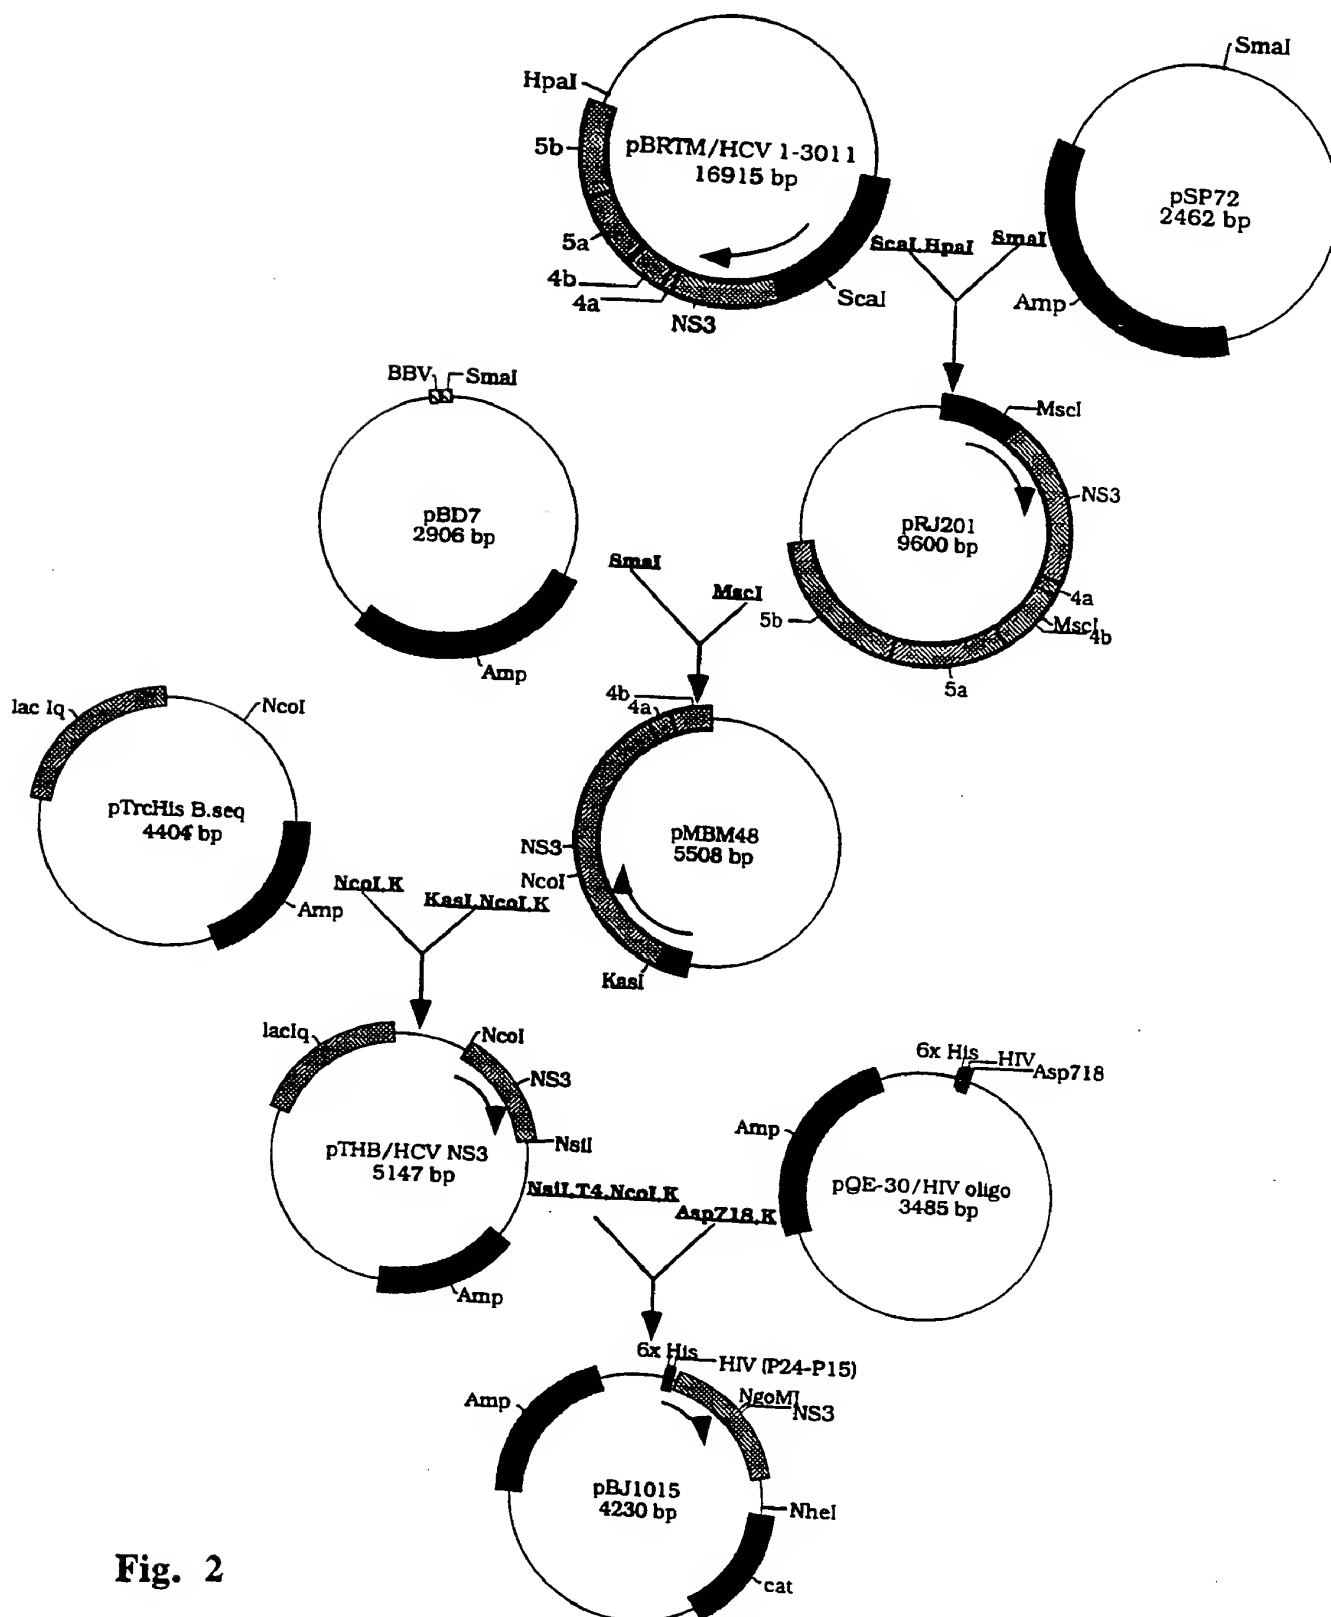 SmaI
HpaI
5b
pBRTM/HCV 1-3011
16915 bp
pSP72
2462 bp
5a
4b
4a
NS3
ScaI
ScaI,HpaI
SmaI
Amp
BBV
SmaI
MscI
NS3
pBD7
2906 bp
pRJ201
9600 bp
SmaI
MscI
4a
MscI
4b
5b
5a
Amp
lac Iq
NcoI
4b
4a
pTrcHis B.seq
4404 bp
pMBM48
5508 bp
NS3
NcoI
NcoI,K
KasI,NcoI,K
Amp
KasI
lacIq
NcoI
NS3
NsiI
pTHB/HCV NS3
5147 bp
6x His
HIV
Asp718
Amp
pQE-30/HIV oligo
3485 bp
NsiI,T4,NcoI,K
Asp718,K
Amp
6x His
HIV (P24-P15)
NgoMI
NS3
Amp
pBJ1015
4230 bp
NheI
cat
Fig. 2